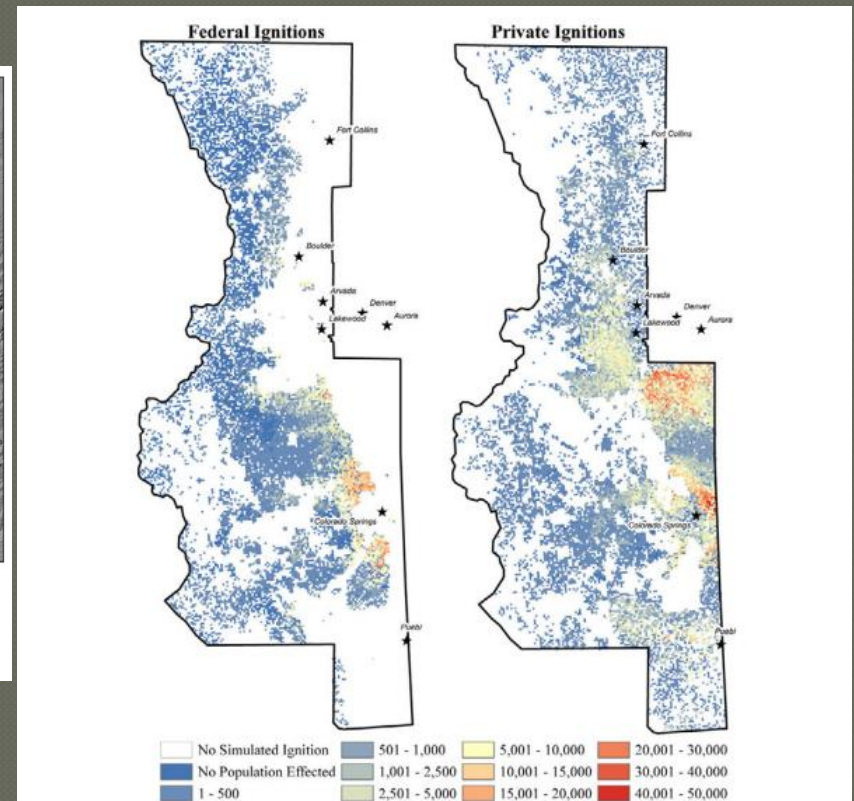 Federal Ignitions
Private Ignitions
Fort Collins
Boulder
Arvada
Denver
Lakewood
Aurora
Colorado Springs
Puebl
Fort Collins
Boulder
Arvada
Denver
Lakewood
Aurora
Colorado Springs
Puebl
No Simulated Ignition
501 - 1,000
5,001 - 10,000
20,001 - 30,000
No Population Effected
1,001 - 2,500
10,001 - 15,000
30,001 - 40,000
1 - 500
2,501 - 5,000
15,001 - 20,000
40,001 - 50,000